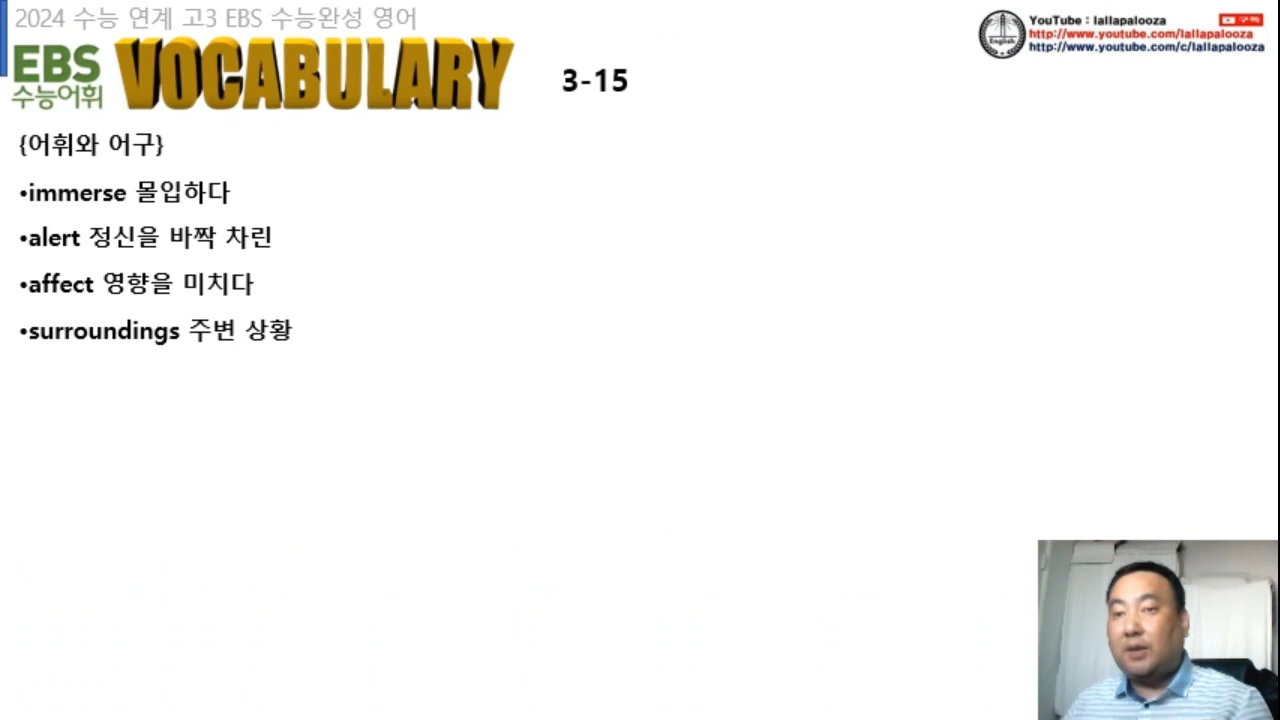 2024 수능 연계 고3 EBS 수능완성 영어
EBS
수능어휘
VOCABULARY
3-15
English
YouTube : lallapalooza
구독
http://www.youtube.com/lallapalooza
http://www.youtube.com/c/lallapalooza
{어휘와 어구}
•immerse 몰입하다
•alert 정신을 바짝 차린
•affect 영향을 미치다
•surroundings 주변 상황